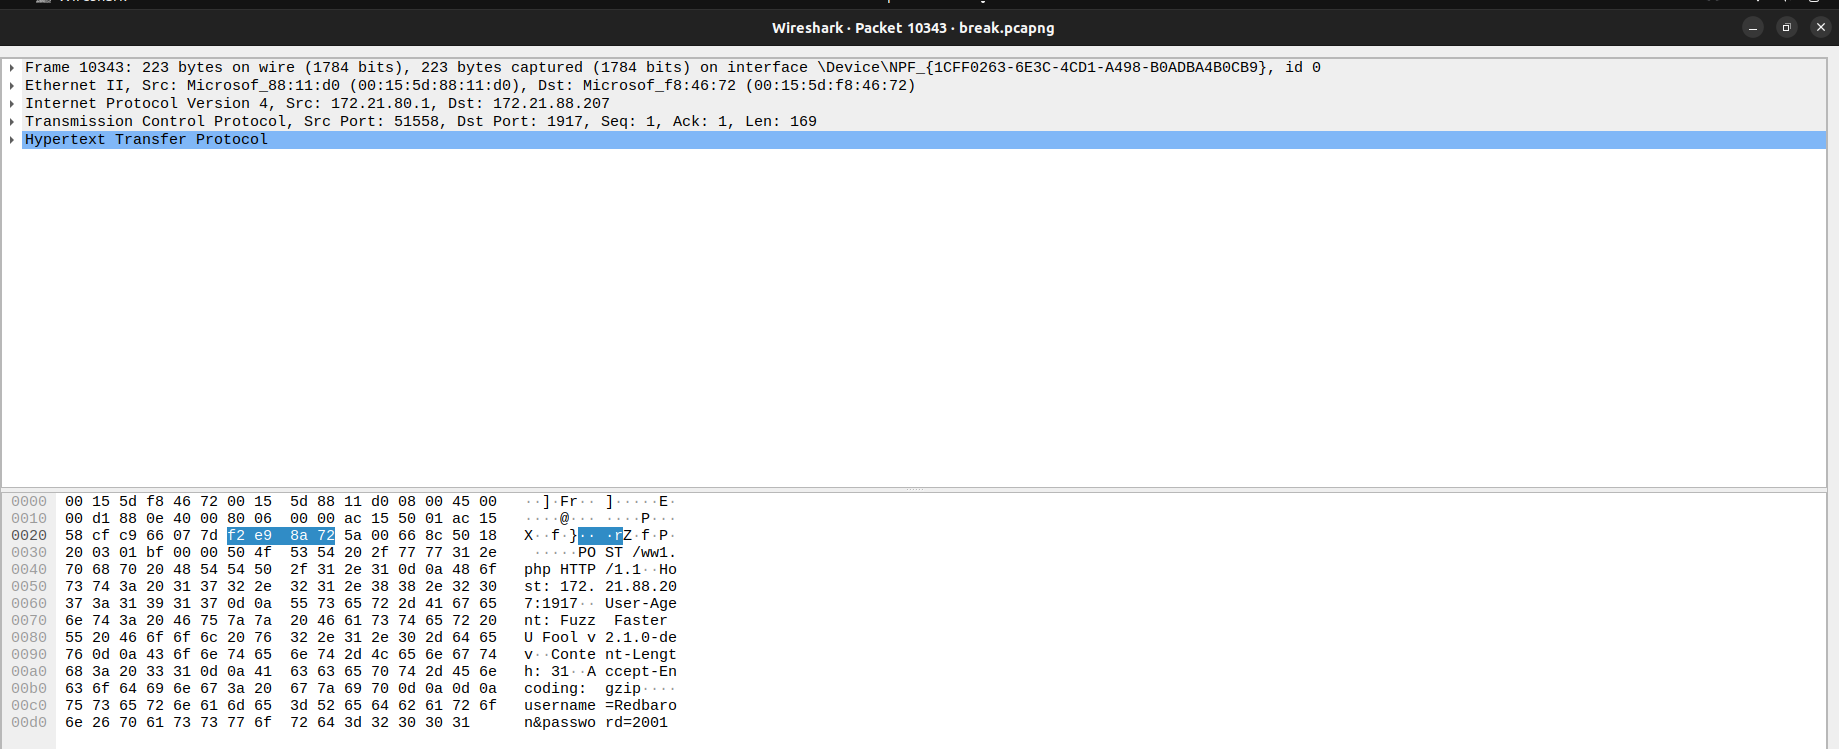 Wireshark · Packet 10343 · break.pcapng
Frame 10343: 223 bytes on wire (1784 bits), 223 bytes captured (1784 bits) on interface \Device\NPF_{1CFF0263-6E3C-4CD1-A498-B0ADBA4B0CB9}, id 0
Ethernet II, Src: Microsof_88:11:d0 (00:15:5d:88:11:d0), Dst: Microsof_f8:46:72 (00:15:5d:f8:46:72)
Internet Protocol Version 4, Src: 172.21.80.1, Dst: 172.21.88.207
Transmission Control Protocol, Src Port: 51558, Dst Port: 1917, Seq: 1, Ack: 1, Len: 169
Hypertext Transfer Protocol
0000 00 15 5d f8 46 72 00 15 5d 88 11 d0 08 00 45 00 ··]·Fr·· ]·····E·
0010 00 d1 88 0e 40 00 80 06 00 00 ac 15 50 01 ac 15 ····@··· ····P···
0020 58 cf c9 66 07 7d f2 e9 8a 72 5a 00 66 8c 50 18 X··f·}·· ·rZ·f·P·
0030 20 03 01 bf 00 00 50 4f 53 54 20 2f 77 77 31 2e ·····PO ST /ww1.
0040 70 68 70 20 48 54 54 50 2f 31 2e 31 0d 0a 48 6f php HTTP /1.1··Ho
0050 73 74 3a 20 31 37 32 2e 32 31 2e 38 38 2e 32 30 st: 172. 21.88.20
0060 37 3a 31 39 31 37 0d 0a 55 73 65 72 2d 41 67 65 7:1917·· User-Age
0070 6e 74 3a 20 46 75 7a 7a 20 46 61 73 74 65 72 20 nt: Fuzz Faster
0080 55 20 46 6f 6f 6c 20 76 32 2e 31 2e 30 2d 64 65 U Fool v 2.1.0-de
0090 76 0d 0a 43 6f 6e 74 65 6e 74 2d 4c 65 6e 67 74 v··Conte nt-Lengt
00a0 68 3a 20 33 31 0d 0a 41 63 63 65 70 74 2d 45 6e h: 31··A ccept-En
00b0 63 6f 64 69 6e 67 3a 20 67 7a 69 70 0d 0a 0d 0a coding: gzip····
00c0 75 73 65 72 6e 61 6d 65 3d 52 65 64 62 61 72 6f username =Redbaro
00d0 6e 26 70 61 73 73 77 6f 72 64 3d 32 30 30 31 n&passwo rd=2001